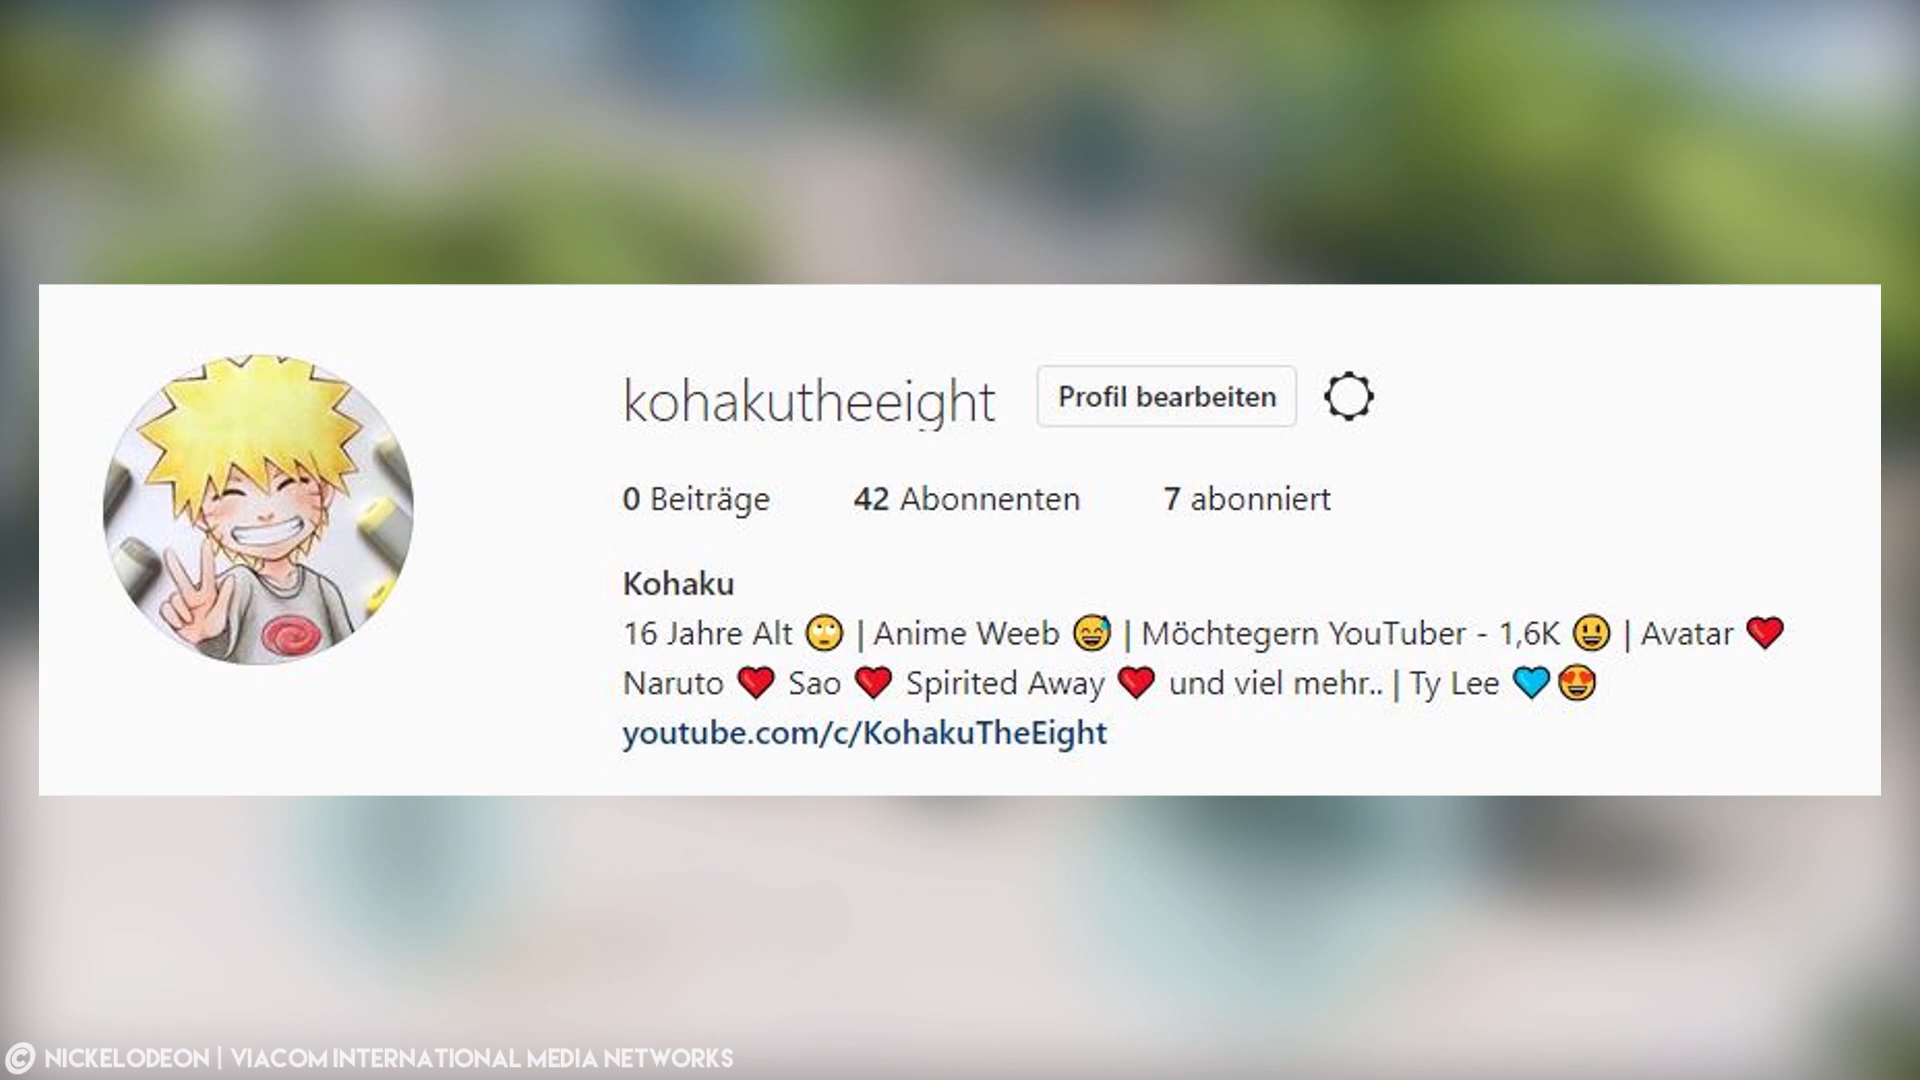 kohakutheeight Profil bearbeiten
0 Beiträge 42 Abonnenten 7 abonniert
Kohaku
16 Jahre Alt 🙄 | Anime Weeb 😅 | Möchtegern YouTuber - 1,6K 😃 | Avatar ❤️
Naruto ❤️ Sao ❤️ Spirited Away ❤️ und viel mehr.. | Ty Lee 💙😍
youtube.com/c/KohakuTheEight
© NICKELODEON | VIACOM INTERNATIONAL MEDIA NETWORKS